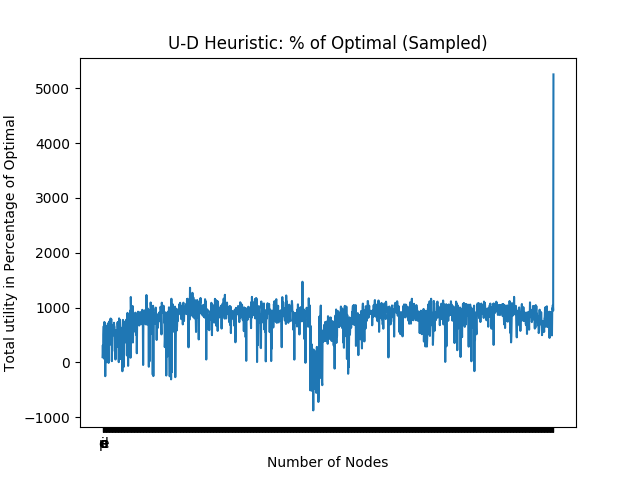 U-D Heuristic: % of Optimal (Sampled)
Total utility in Percentage of Optimal
5000
4000
3000
2000
1000
0
−1000
Number of Nodes